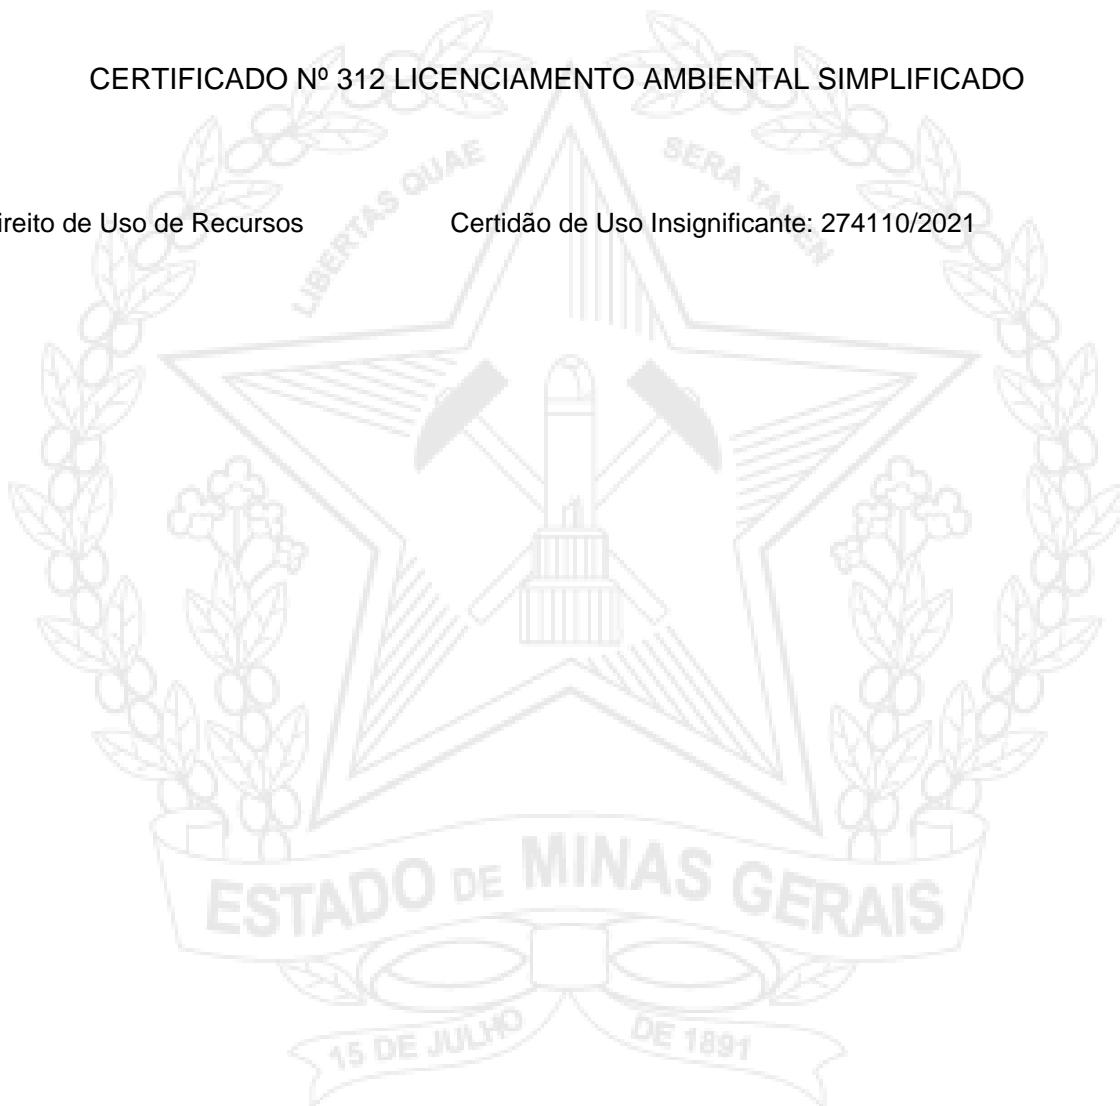 CERTIFICADO Nº 312 LICENCIAMENTO AMBIENTAL SIMPLIFICADO
LIBERTAS QUAE SERA TAMEN
ireito de Uso de Recursos Certidão de Uso Insignificante: 274110/2021
ESTADO DE MINAS GERAIS
15 DE JULHO DE 1891